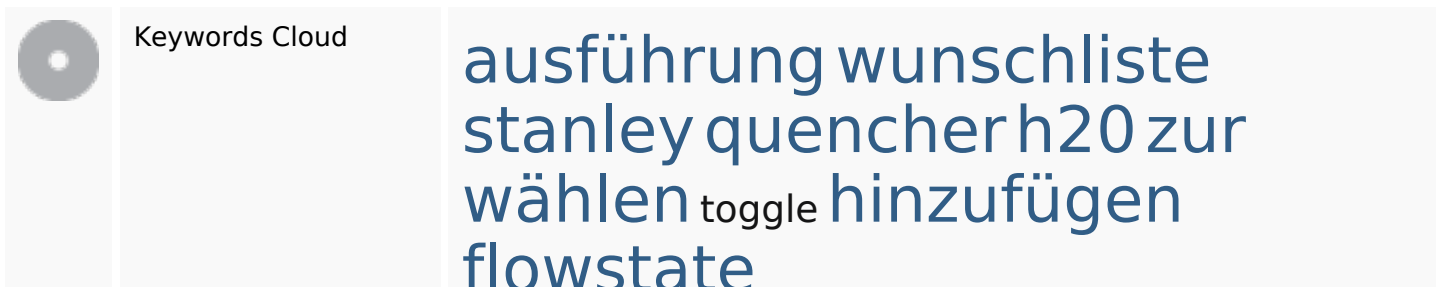 Keywords Cloud
ausführung wunschliste
stanley quencher h20 zur
wählen toggle hinzufügen
flowstate